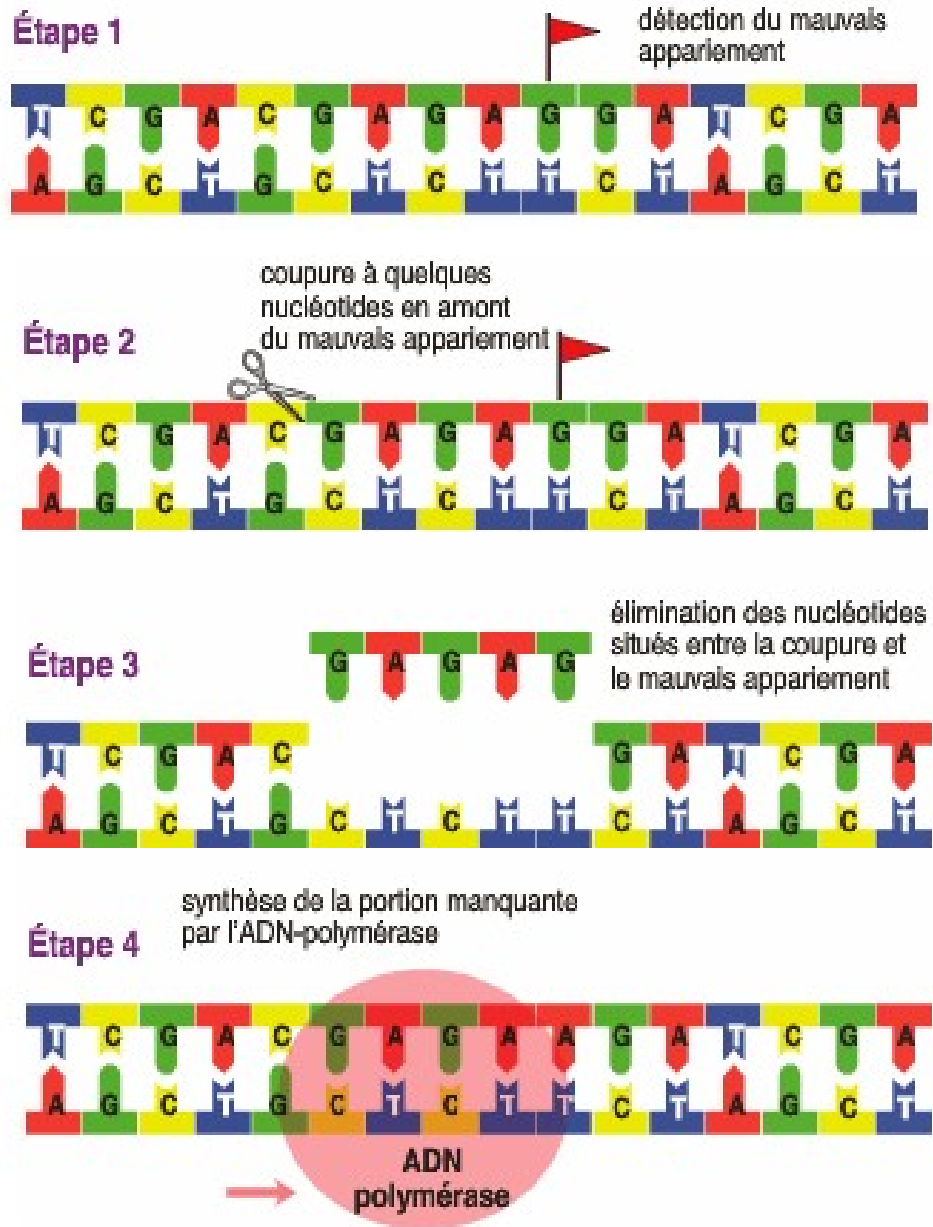 Étape 1
détection du mauvais
appariement
T C G A C G A G A G G A T C G A
A G C T G C T C T T C T A G C T
Étape 2
coupure à quelques
nucléotides en amont
du mauvais appariement
T C G A C G A G A G G A T C G A
A G C T G C T C T T C T A G C T
Étape 3
G A G A G
élimination des nucléotides
situés entre la coupure et
le mauvais appariement
T C G A C G A T C G A
A G C T G C T C T T C T A G C T
Étape 4
synthèse de la portion manquante
par l'ADN-polymérase
T C G A C G A G A A G A T C G A
A G C T G C T C T T C T A G C T
ADN
polymérase